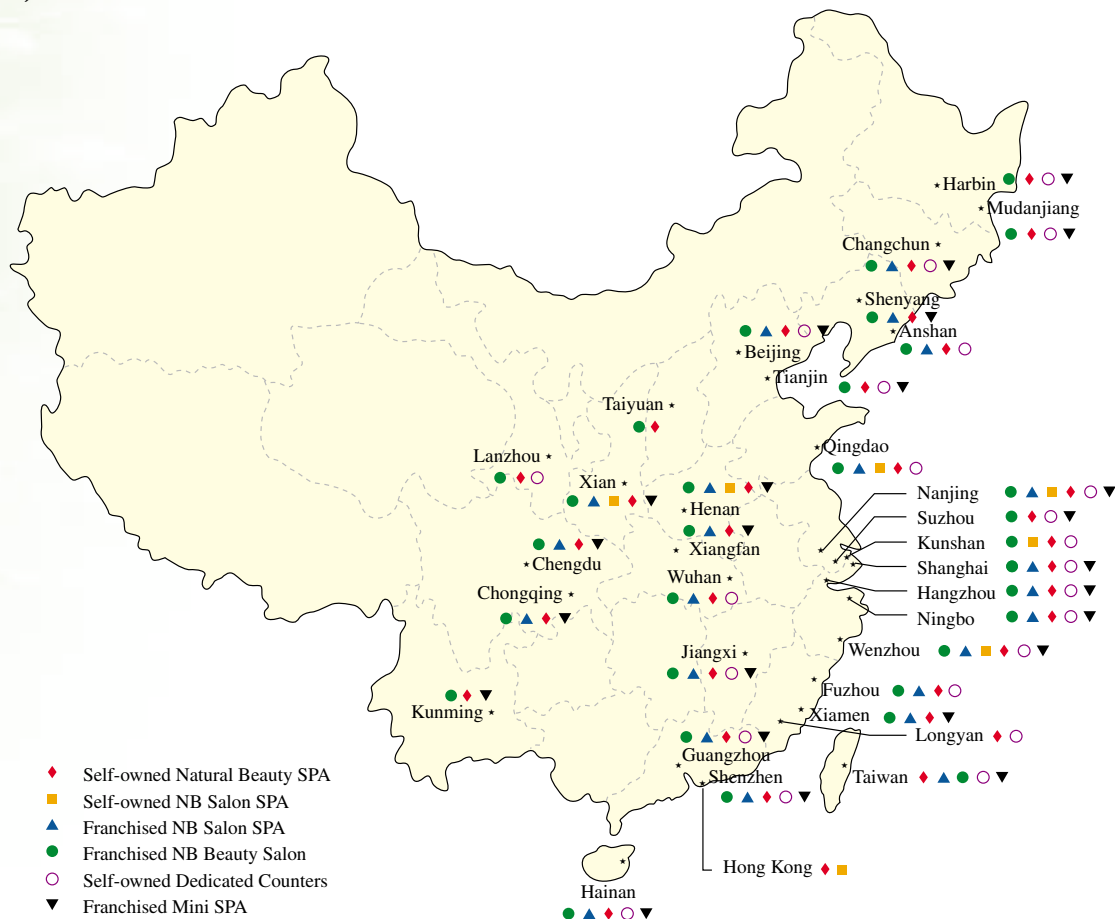 Harbin
Mudanjiang
Changchun
Shenyang
Anshan
Beijing
Tianjin
Taiyuan
Qingdao
Lanzhou
Xian
Henan
Nanjing
Suzhou
Kunshan
Shanghai
Hangzhou
Ningbo
Xiangfan
Chengdu
Wuhan
Chongqing
Wenzhou
Jiangxi
Fuzhou
Kunming
Xiamen
Longyan
Guangzhou
Shenzhen
Taiwan
Self-owned Natural Beauty SPA
Self-owned NB Salon SPA
Franchised NB Salon SPA
Franchised NB Beauty Salon
Self-owned Dedicated Counters
Franchised Mini SPA
Hong Kong
Hainan